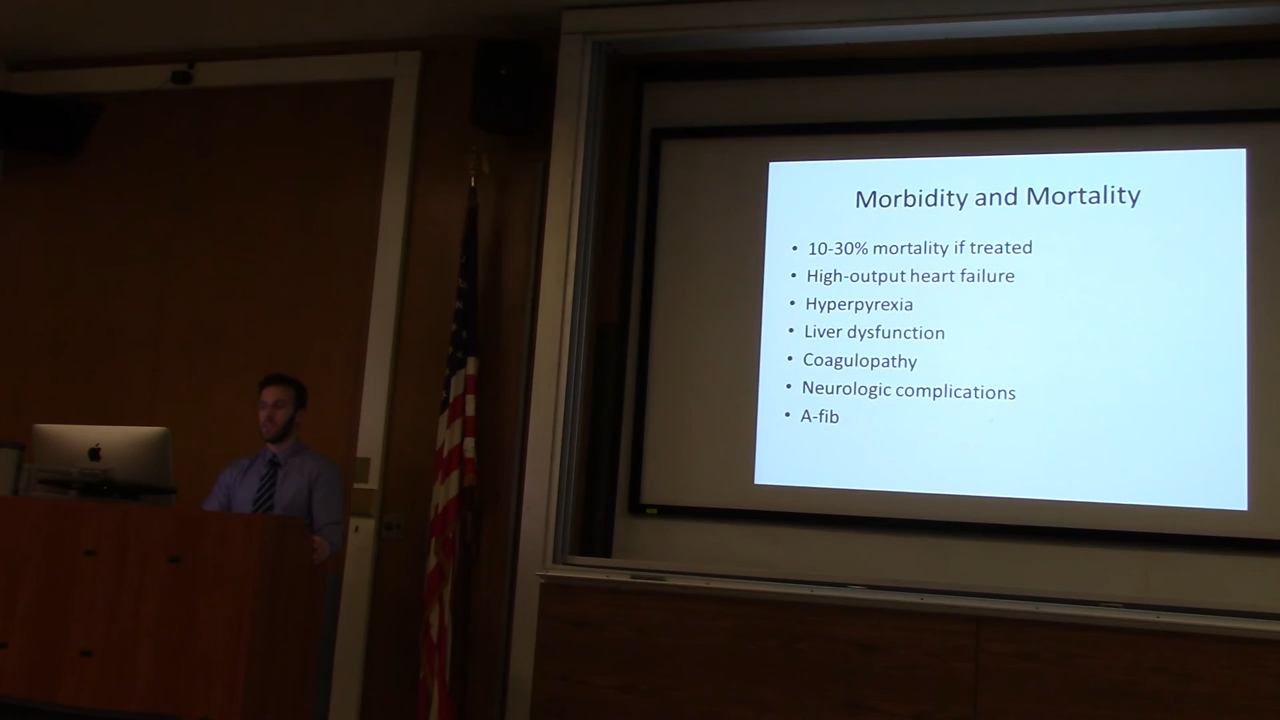 Morbidity and Mortality
• 10-30% mortality if treated
• High-output heart failure
• Hyperpyrexia
• Liver dysfunction
• Coagulopathy
• Neurologic complications
• A-fib